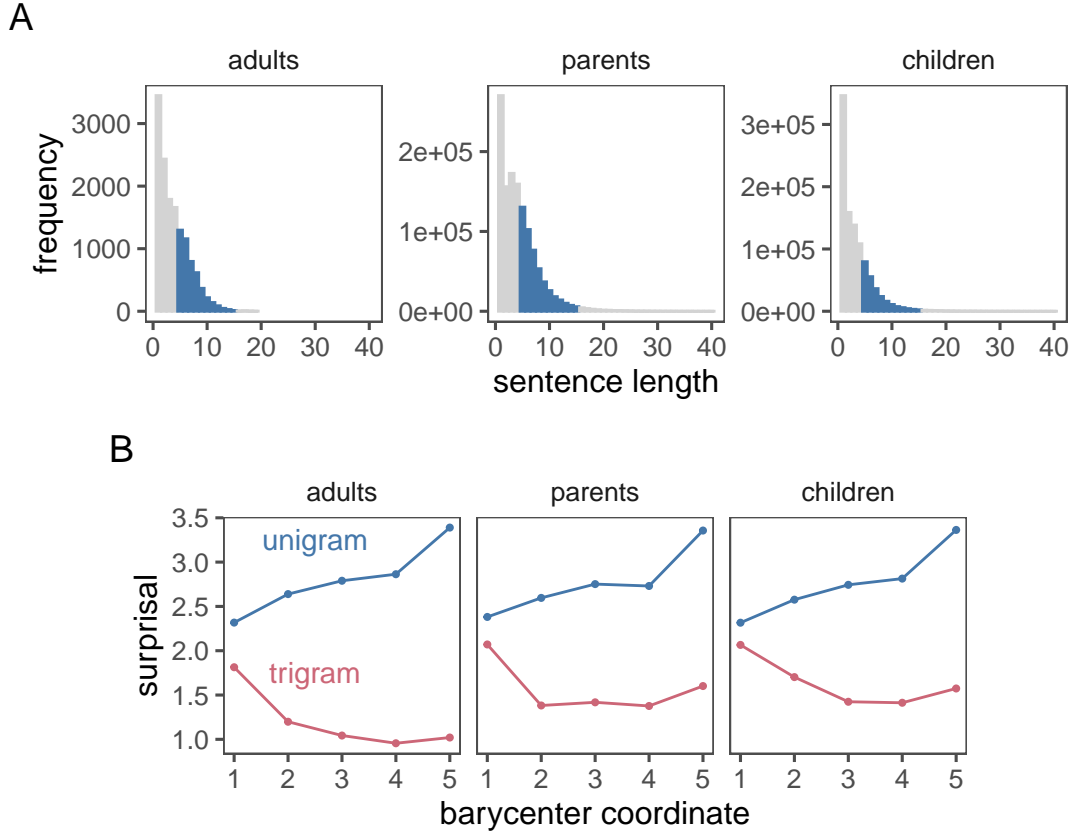 A
adults parents children
frequency
3000
2000
1000
0
2e+05
1e+05
0e+00
3e+05
2e+05
1e+05
0e+00
0 10 20 30 40 0 10 20 30 40 0 10 20 30 40
sentence length
B
adults parents children
surprisal
3.5
3.0
2.5
2.0
1.5
1.0
unigram
trigram
1 2 3 4 5 1 2 3 4 5 1 2 3 4 5
barycenter coordinate